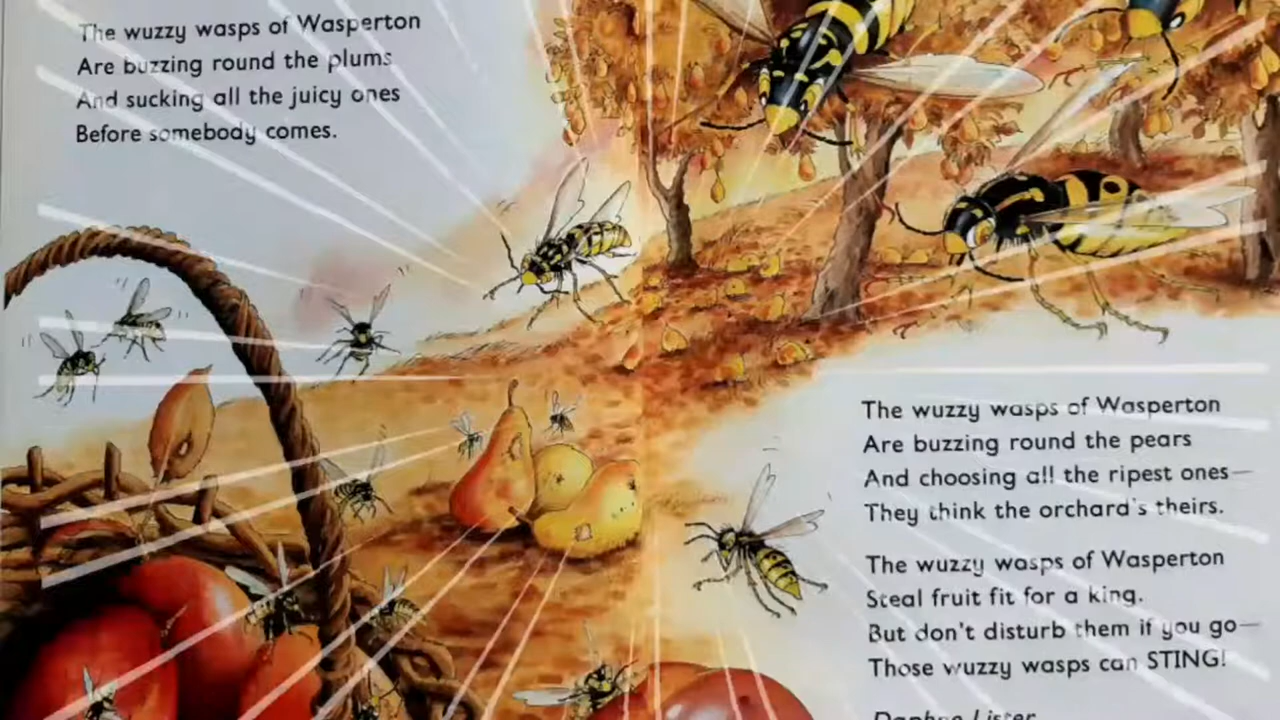 The wuzzy wasps of Wasperton
Are buzzing round the plums
And sucking all the juicy ones
Before somebody comes.
The wuzzy wasps of Wasperton
Are buzzing round the pears
And choosing all the ripest ones—
They think the orchard's theirs.
The wuzzy wasps of Wasperton
Steal fruit fit for a king.
But don't disturb them if you go—
Those wuzzy wasps can STING!
Daphne Lister